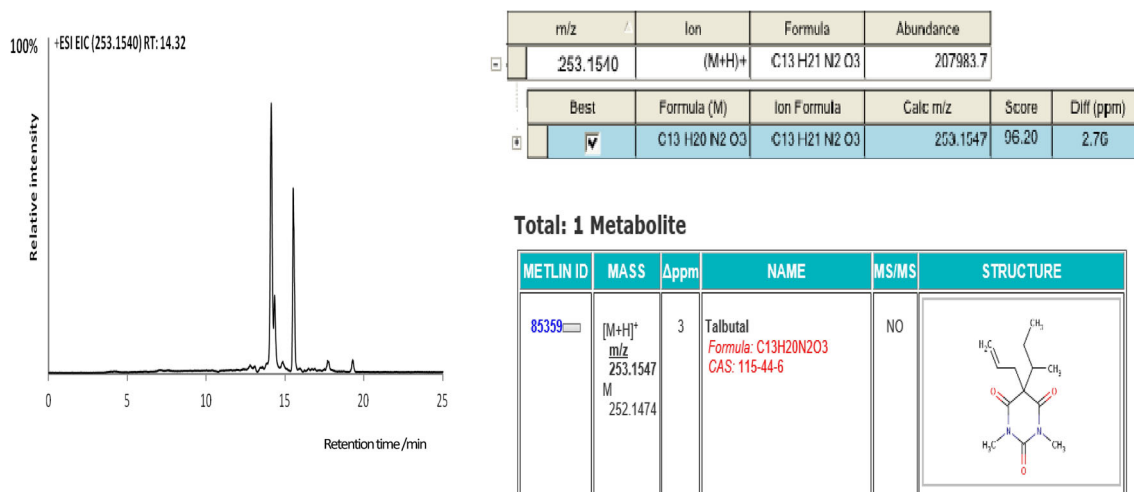 100%
+ESI EIC (253.1540) RT: 14.32
Relative intensity
0 5 10 15 20 25
Retention time /min
m/z Ion Formula Abundance
253.1540 (M+H)+ C13 H21 N2 O3 207983.7
Best Formula (M) Ion Formula Calc m/z Score Diff (ppm)
C13 H20 N2 O3 C13 H21 N2 O3 253.1547 96.20 2.76
Total: 1 Metabolite
METLIN ID MASS Δppm NAME MS/MS STRUCTURE
85359 [M+H]+ 3 Talbutal NO
m/z Formula: C13H20N2O3
253.1547 CAS: 115-44-6
M
252.1474
CH₃
H₂C
CH₃
O O
N N
H₃C CH₃
O